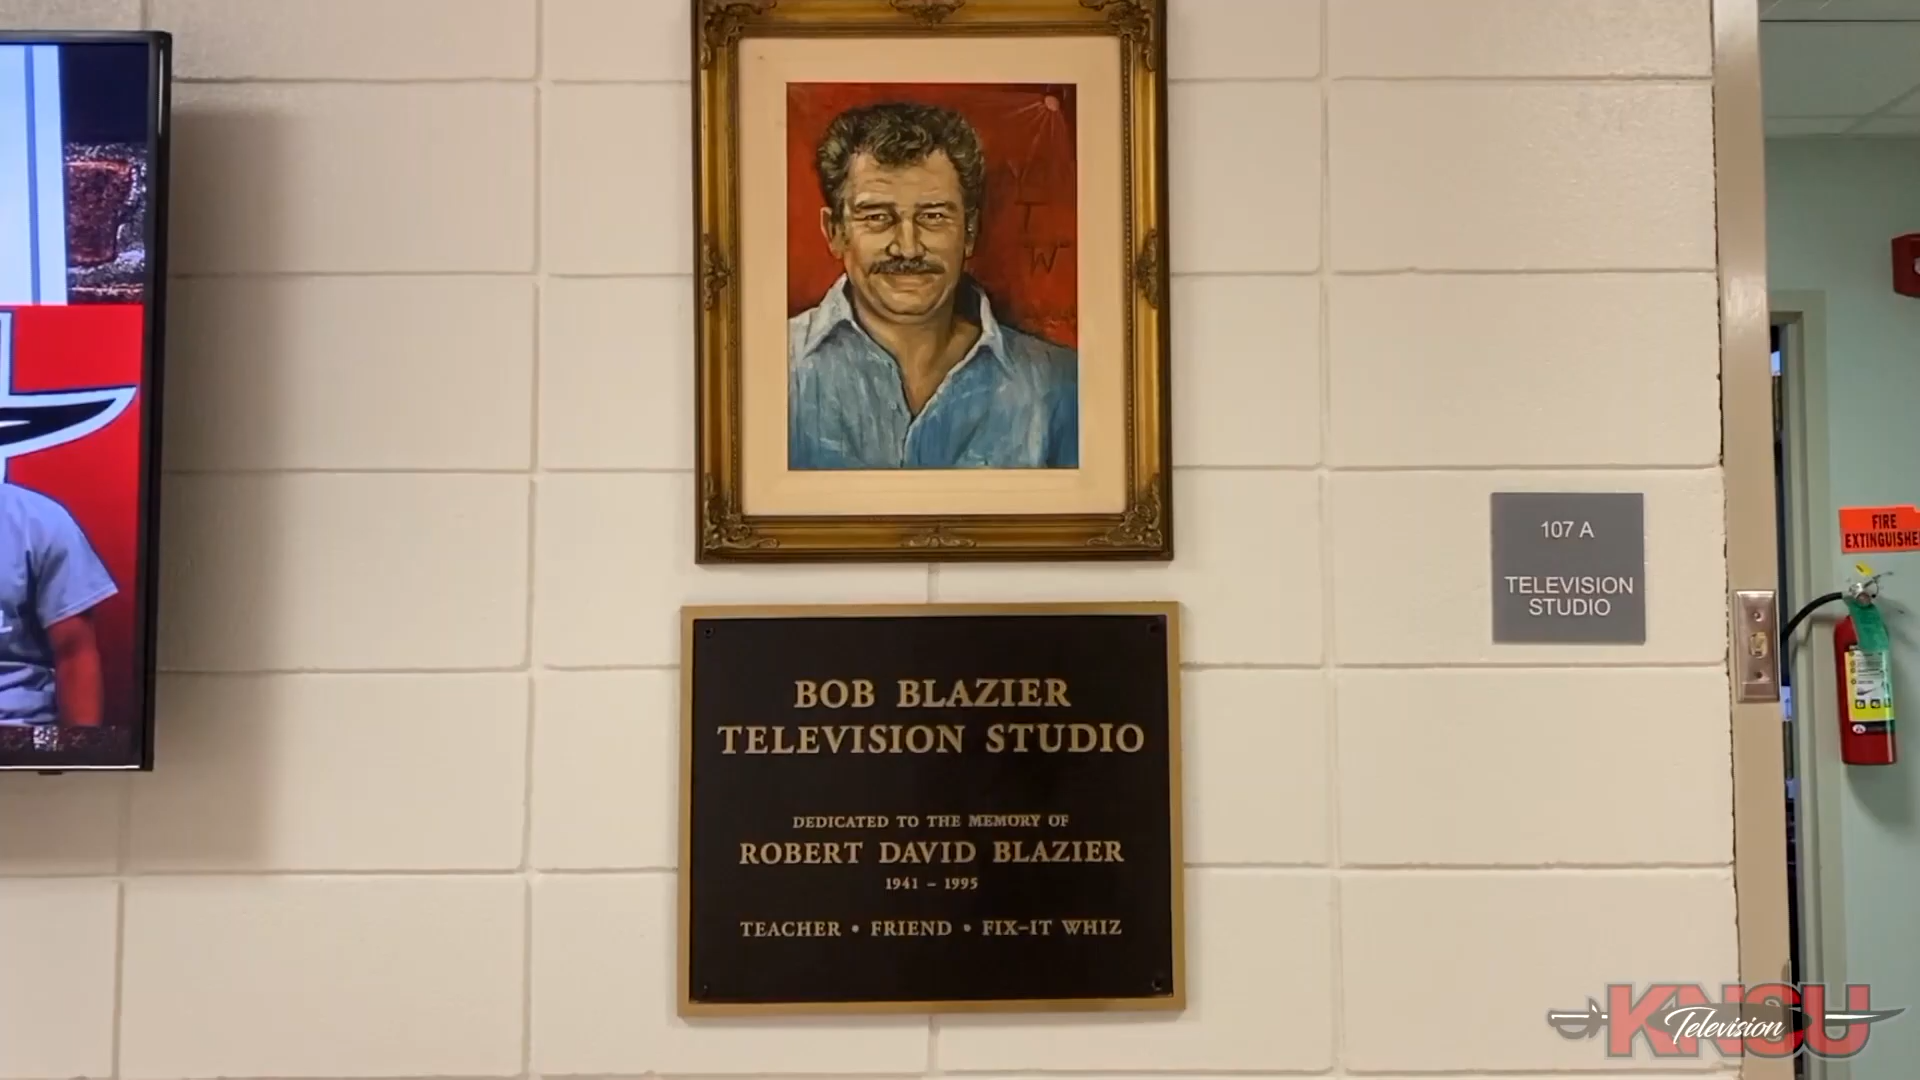 Y
T
W
107 A
TELEVISION
STUDIO
FIRE
EXTINGUISHE
BOB BLAZIER
TELEVISION STUDIO
DEDICATED TO THE MEMORY OF
ROBERT DAVID BLAZIER
1941 – 1995
TEACHER • FRIEND • FIX-IT WHIZ
KNSU
Television